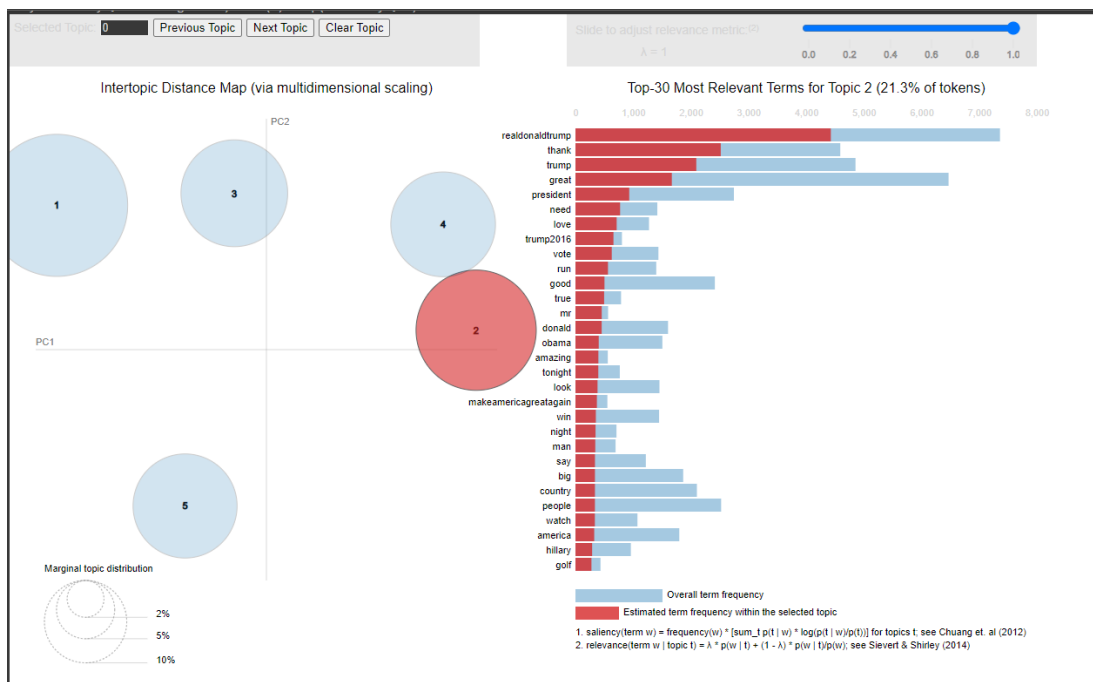 Selected Topic: 0 Previous Topic Next Topic Clear Topic
Slide to adjust relevance metric:(2)
λ = 1
0.0 0.2 0.4 0.6 0.8 1.0
Intertopic Distance Map (via multidimensional scaling)
PC2
PC1
1
3
4
2
5
Marginal topic distribution
2%
5%
10%
Top-30 Most Relevant Terms for Topic 2 (21.3% of tokens)
0 1,000 2,000 3,000 4,000 5,000 6,000 7,000 8,000
realdonaldtrump
thank
trump
great
president
need
love
trump2016
vote
run
good
true
mr
donald
obama
amazing
tonight
look
makeamericagreatagain
win
night
man
say
big
country
people
watch
america
hillary
golf
Overall term frequency
Estimated term frequency within the selected topic
1. saliency(term w) = frequency(w) * [sum_t p(t | w) * log(p(t | w)/p(t))] for topics t; see Chuang et. al (2012)
2. relevance(term w | topic t) = λ * p(w | t) + (1 - λ) * p(w | t)/p(w); see Sievert & Shirley (2014)